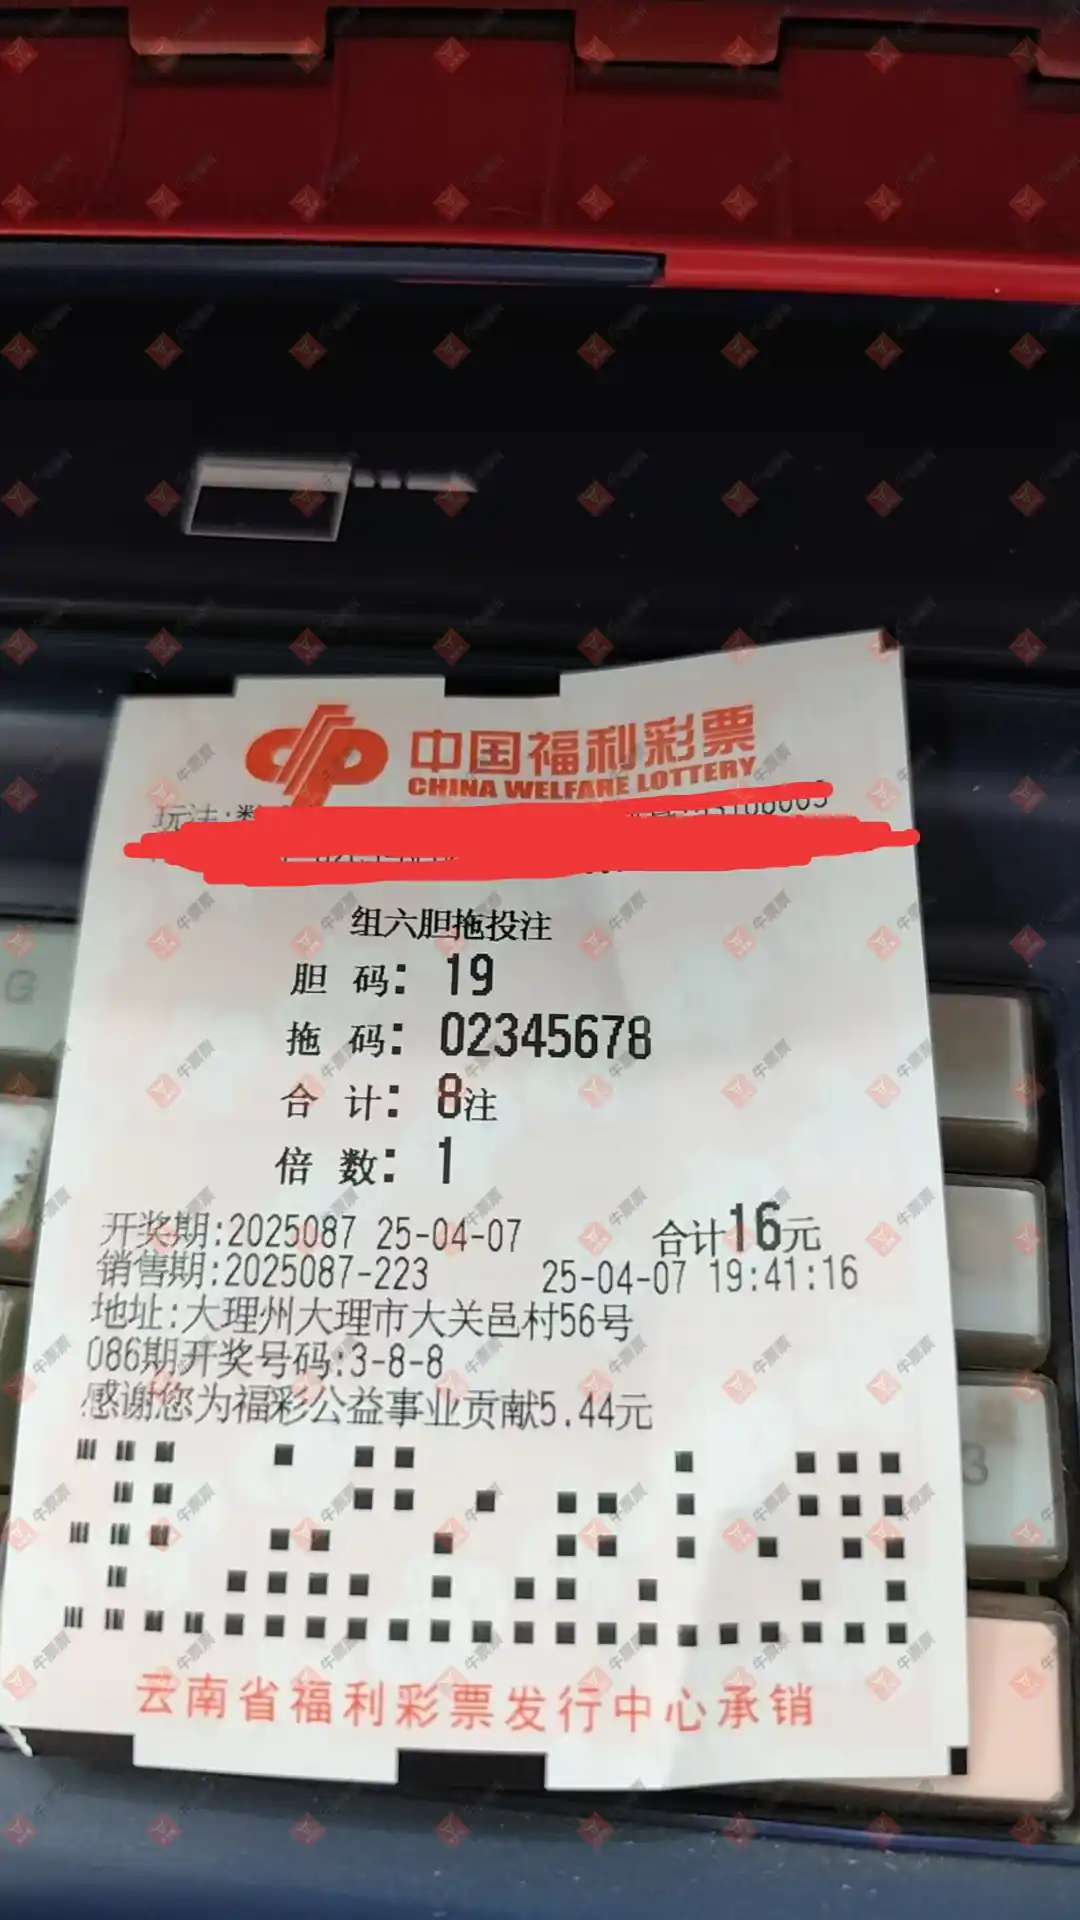 中国福利彩票
CHINA WELFARE LOTTERY
玩法:
组六胆拖投注
胆 码: 19
拖 码: 02345678
合 计: 8注
倍 数: 1
开奖期:2025087 25-04-07 合计16元
销售期:2025087-223 25-04-07 19:41:16
地址:大理州大理市大关邑村56号
086期开奖号码:3-8-8
感谢您为福彩公益事业贡献5.44元
云南省福利彩票发行中心承销
牛票票